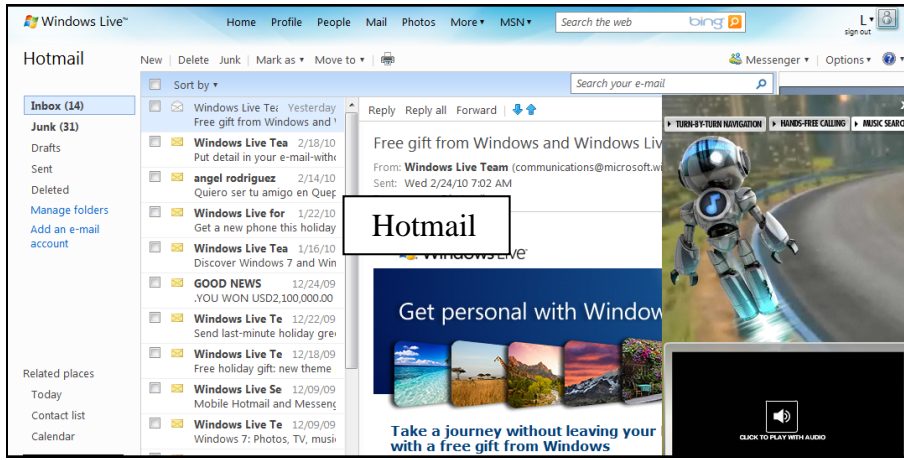 Windows Live™ Home Profile People Mail Photos More MSN Search the web bing L
sign out
Hotmail New | Delete Junk | Mark as Move to | Messenger | Options
Sort by Search your e-mail
Inbox (14)
Junk (31)
Drafts
Sent
Deleted
Manage folders
Add an e-mail
account
Related places
Today
Contact list
Calendar
Windows Live Tea Yesterday
Free gift from Windows and
Windows Live Tea 2/18/10
Put detail in your e-mail-witho
angel rodriguez 2/14/10
Quiero ser tu amigo en Quep
Windows Live for 1/22/10
Get a new phone this holiday
Windows Live Tea 1/16/10
Discover Windows 7 and Win
GOOD NEWS 12/24/09
.YOU WON USD2,100,000.00
Windows Live Te 12/22/09
Send last-minute holiday gree
Windows Live Te 12/18/09
Free holiday gift: new theme
Windows Live Se 12/09/09
Mobile Hotmail and Messeng
Windows Live Te 12/09/09
Windows 7: Photos, TV, music
Reply Reply all Forward |
Free gift from Windows and Windows Liv
From: Windows Live Team (communications@microsoft.wi
Sent: Wed 2/24/10 7:02 AM
Hotmail
Windows Live
Get personal with Window
Take a journey without leaving your
with a free gift from Windows
X
TURN-BY-TURN NAVIGATION HANDS-FREE CALLING MUSIC SEARC
CLICK TO PLAY WITH AUDIO